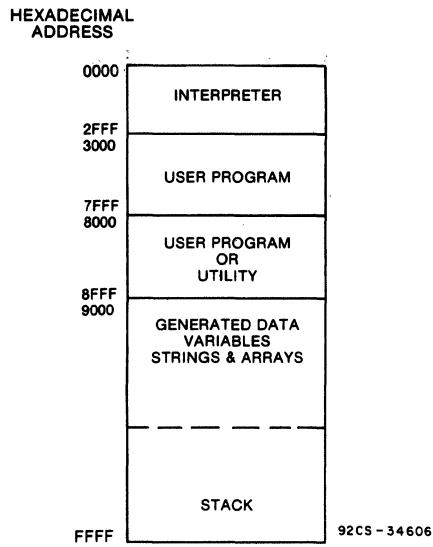 HEXADECIMAL
ADDRESS
0000
INTERPRETER
2FFF
3000
USER PROGRAM
7FFF
8000
USER PROGRAM
OR
UTILITY
8FFF
9000
GENERATED DATA
VARIABLES
STRINGS & ARRAYS
STACK
FFFF
92CS-34606